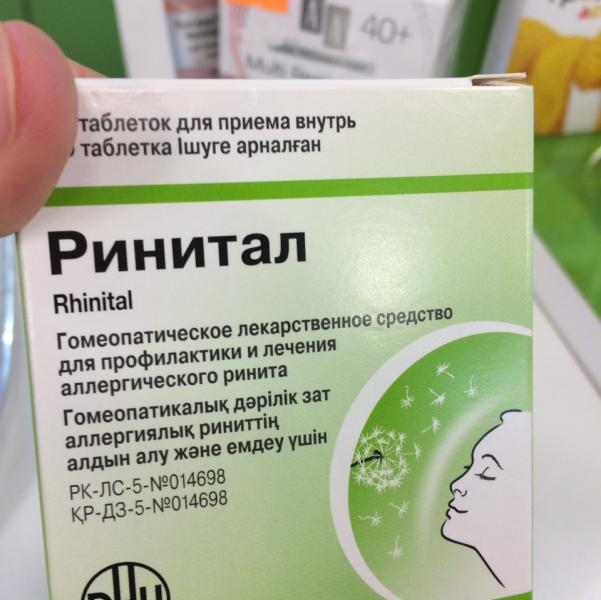 40+
таблеток для приема внутрь
таблетка Ішуге арналған
Ринитал
Rhinital
Гомеопатическое лекарственное средство
для профилактики и лечения
аллергического ринита
Гомеопатикалық дәрілік зат
аллергиялық риниттің
алдын алу және емдеу үшін
РК-ЛС-5-№014698
ҚР-ДЗ-5-№014698